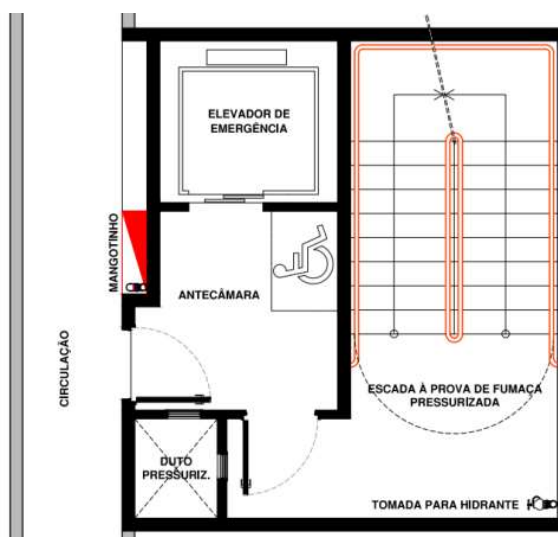 ELEVADOR DE
EMERGÊNCIA
MANGOTINHO
ANTECÂMARA
CIRCULAÇÃO
ESCADA À PROVA DE FUMAÇA
PRESSURIZADA
DUTO
PRESSURIZ.
TOMADA PARA HIDRANTE